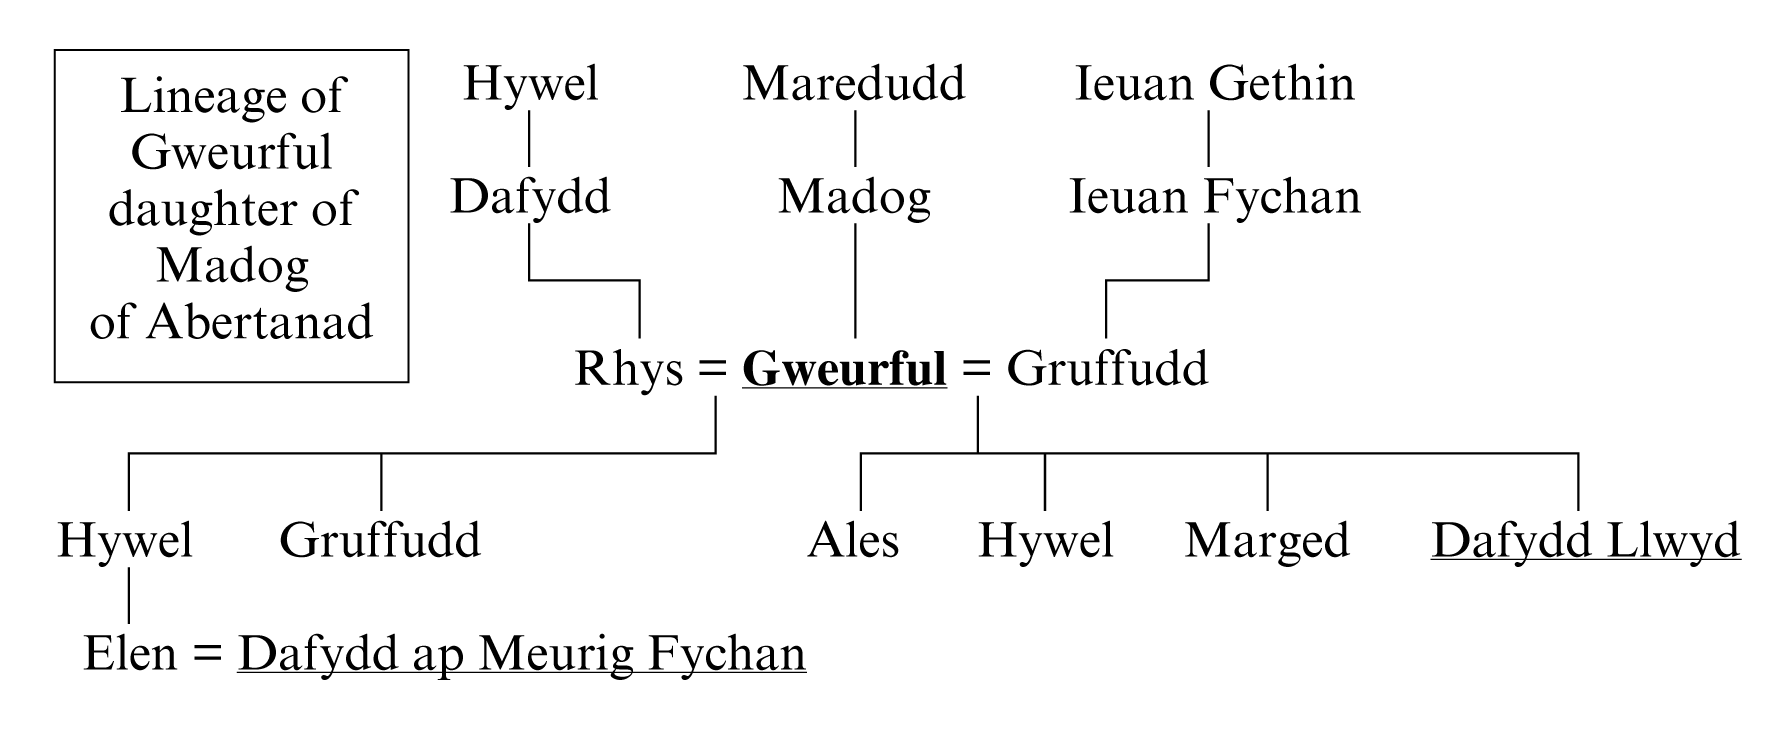 Lineage of
Gweurful
daughter of
Madog
of Abertanad
Hywel Maredudd Ieuan Gethin
Dafydd Madog Ieuan Fychan
Rhys = Gweurful = Gruffudd
Hywel Gruffudd Ales Hywel Marged Dafydd Llwyd
Elen = Dafydd ap Meurig Fychan